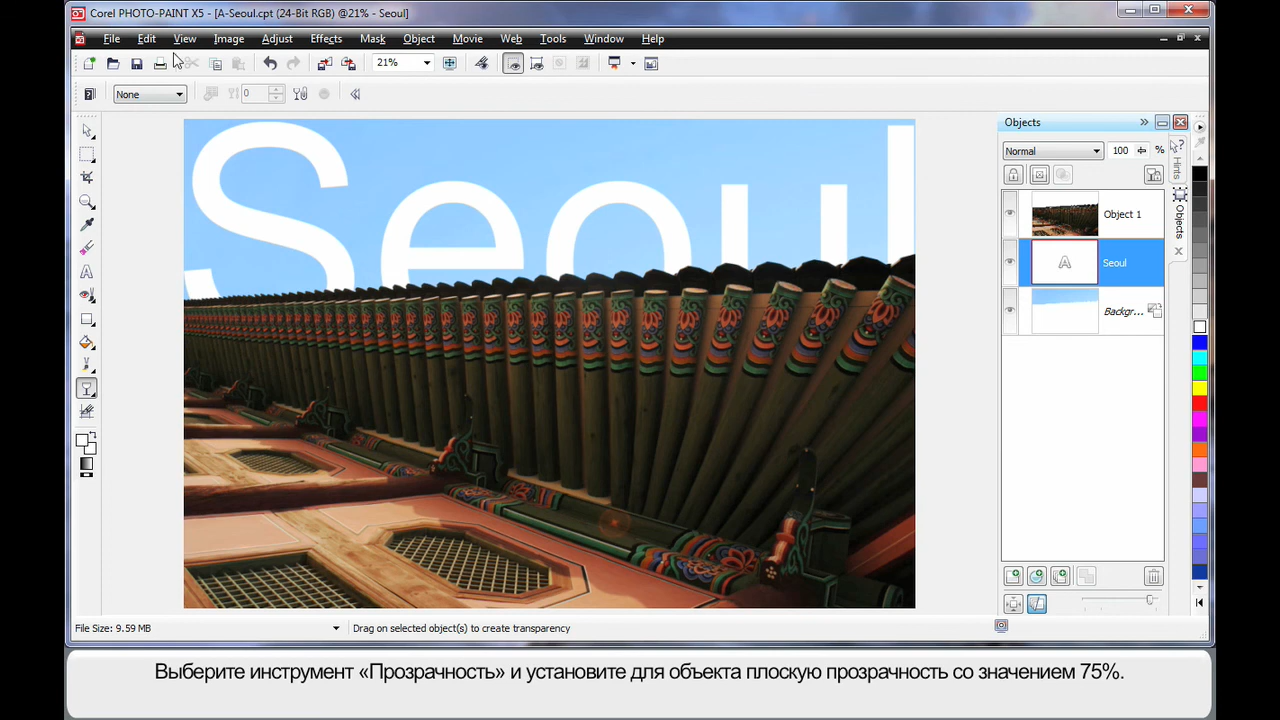 Corel PHOTO-PAINT X5 - [A-Seoul.cpt (24-Bit RGB) @21% - Seoul]
File Edit View Image Adjust Effects Mask Object Movie Web Tools Window Help
21%
None 0
Objects
Normal 100 %
Hints
Objects
Object 1
Seoul
Backgr...
Seoul
File Size: 9.59 MB Drag on selected object(s) to create transparency
Выберите инструмент «Прозрачность» и установите для объекта плоскую прозрачность со значением 75%.